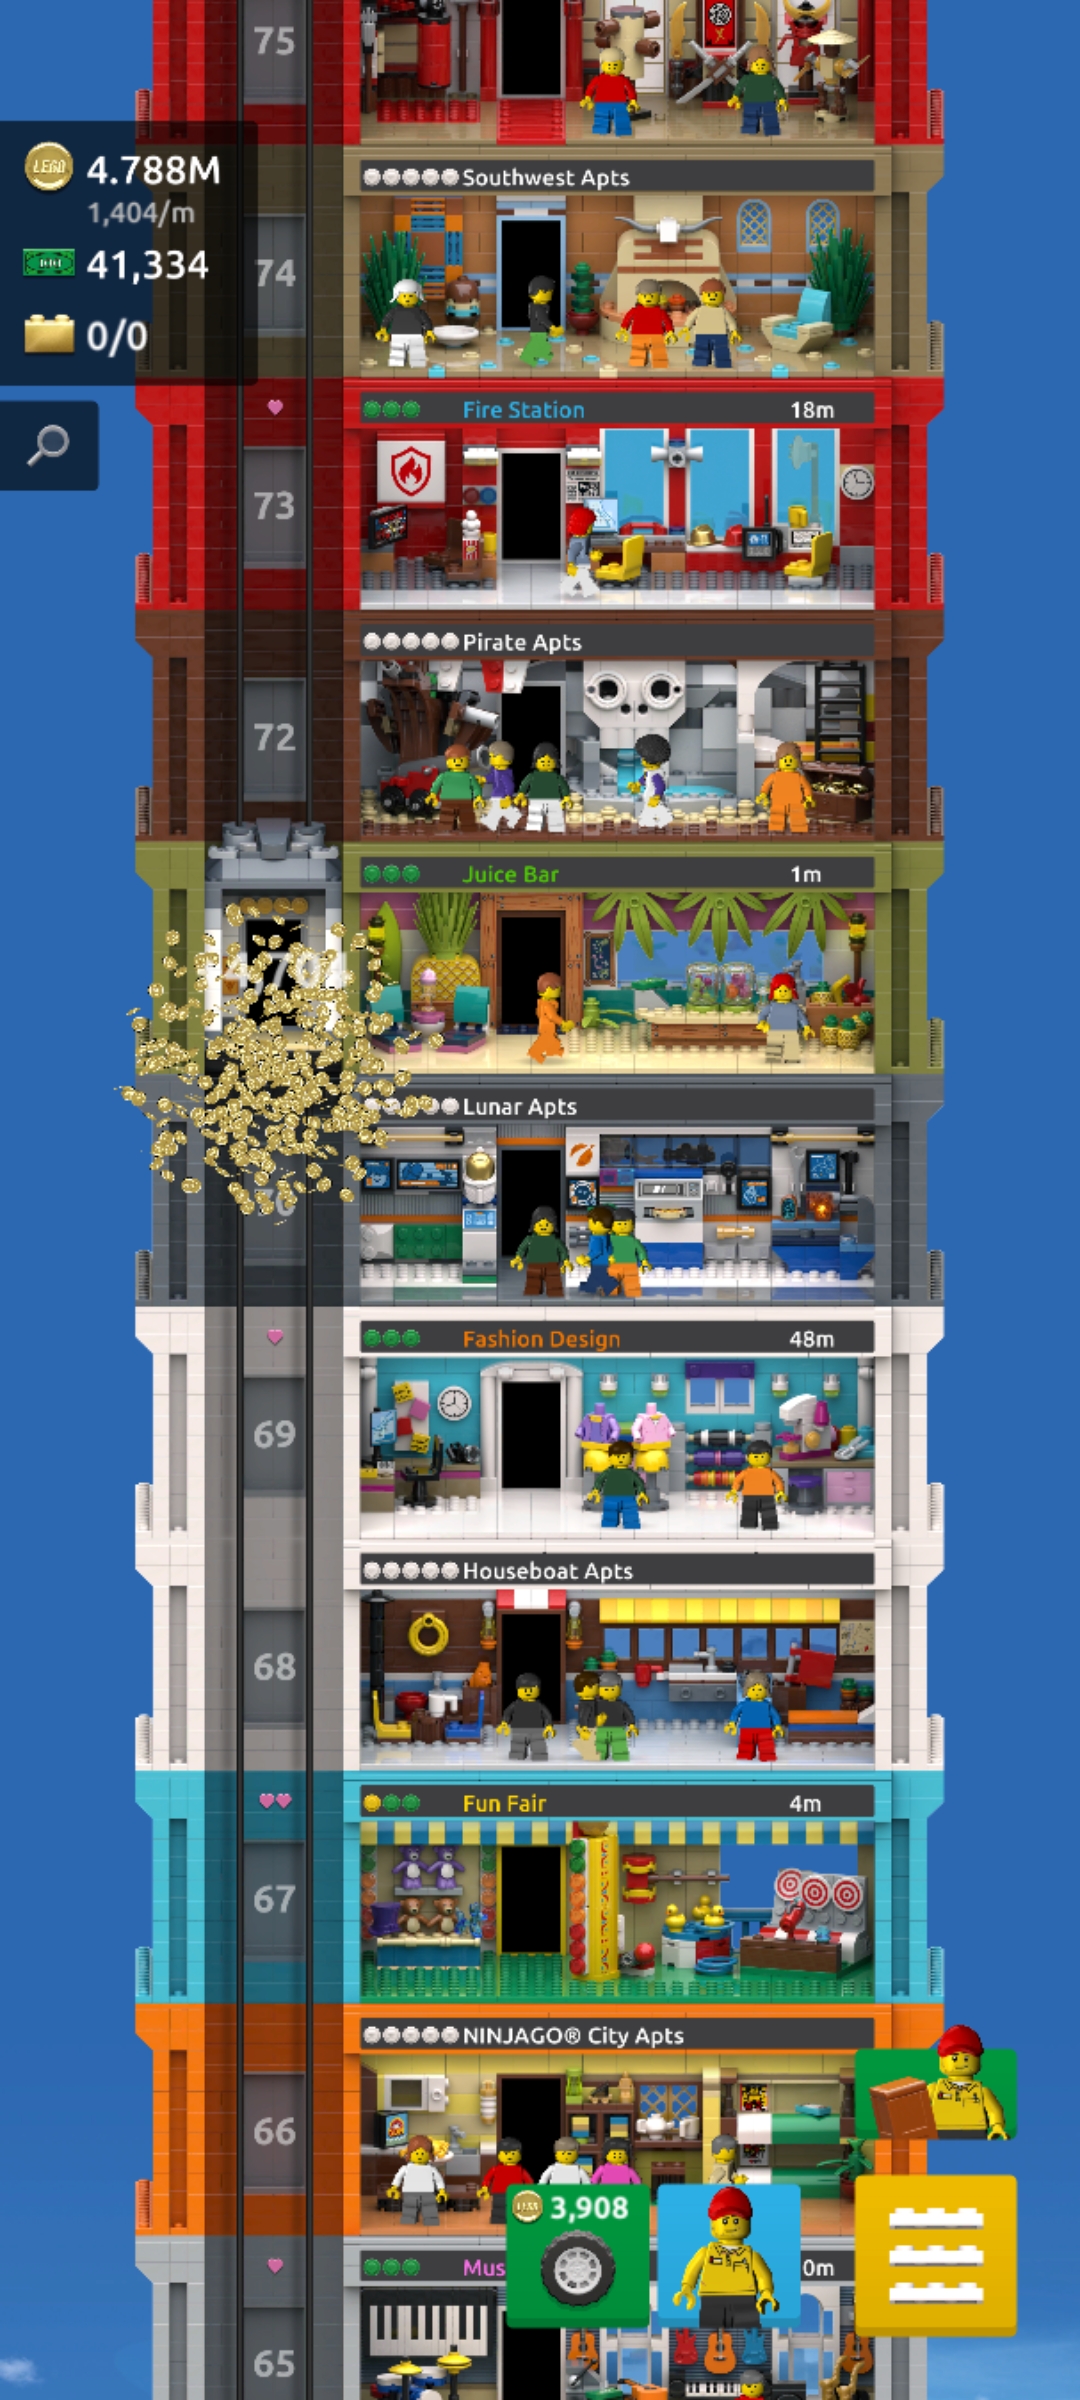 75
LEGO 4.788M
1,404/m
41,334
0/0
Southwest Apts
74
Fire Station 18m
73
Pirate Apts
72
Juice Bar 1m
Lunar Apts
Fashion Design 48m
69
Houseboat Apts
68
Fun Fair 4m
67
NINJAGO® City Apts
66
3,908
Mus
0m
65